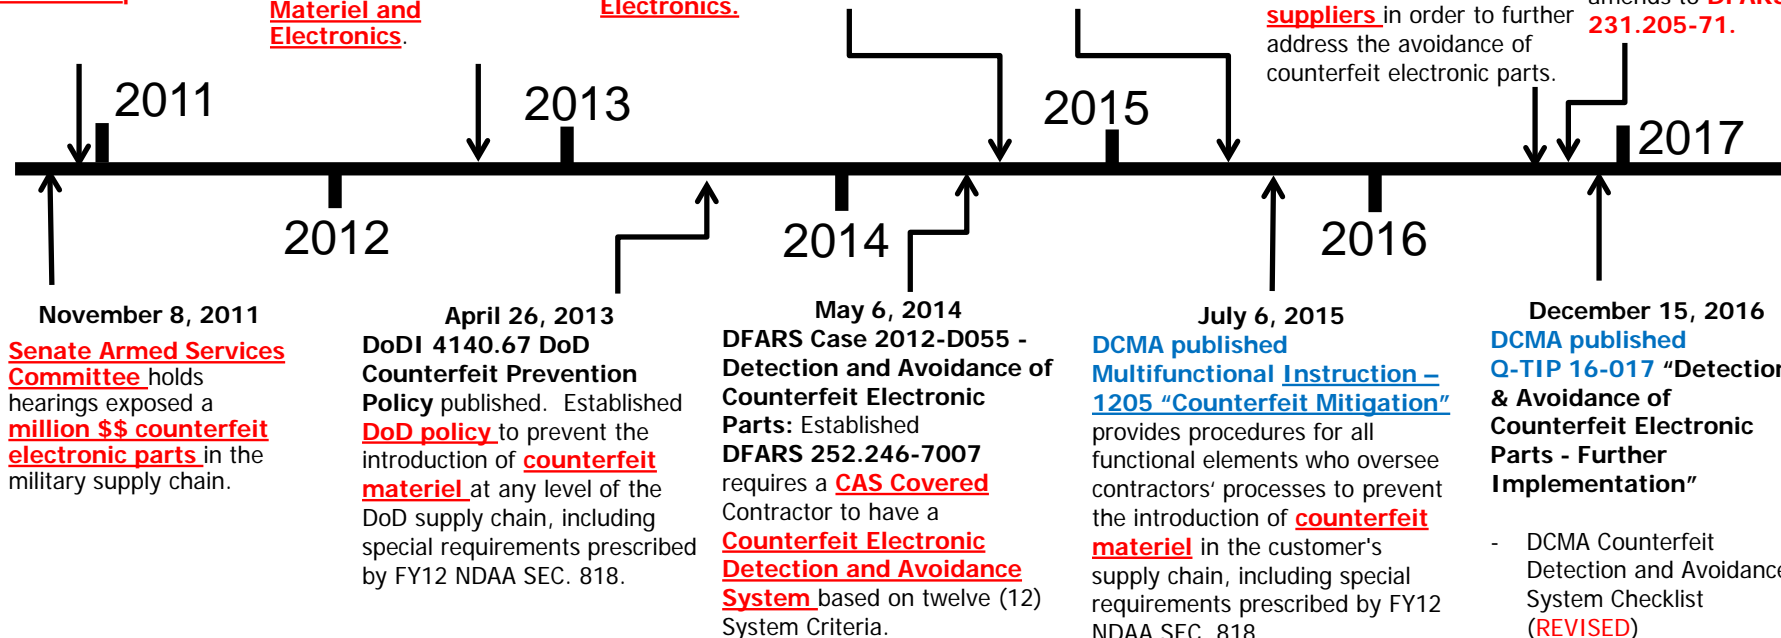 Materiel and
Electronics.
Electronics.
suppliers in order to further
address the avoidance of
counterfeit electronic parts.
231.205-71.
2011
2013
2015
2017
2012
2014
2016
November 8, 2011
Senate Armed Services
Committee holds
hearings exposed a
million $$ counterfeit
electronic parts in the
military supply chain.
April 26, 2013
DoDI 4140.67 DoD
Counterfeit Prevention
Policy published. Established
DoD policy to prevent the
introduction of counterfeit
materiel at any level of the
DoD supply chain, including
special requirements prescribed
by FY12 NDAA SEC. 818.
May 6, 2014
DFARS Case 2012-D055 -
Detection and Avoidance of
Counterfeit Electronic
Parts: Established
DFARS 252.246-7007
requires a CAS Covered
Contractor to have a
Counterfeit Electronic
Detection and Avoidance
System based on twelve (12)
System Criteria.
July 6, 2015
DCMA published
Multifunctional Instruction –
1205 “Counterfeit Mitigation”
provides procedures for all
functional elements who oversee
contractors‘ processes to prevent
the introduction of counterfeit
materiel in the customer's
supply chain, including special
requirements prescribed by FY12
NDAA SEC. 818
December 15, 2016
DCMA published
Q-TIP 16-017 “Detection
& Avoidance of
Counterfeit Electronic
Parts - Further
Implementation”
- DCMA Counterfeit
Detection and Avoidance
System Checklist
(REVISED)